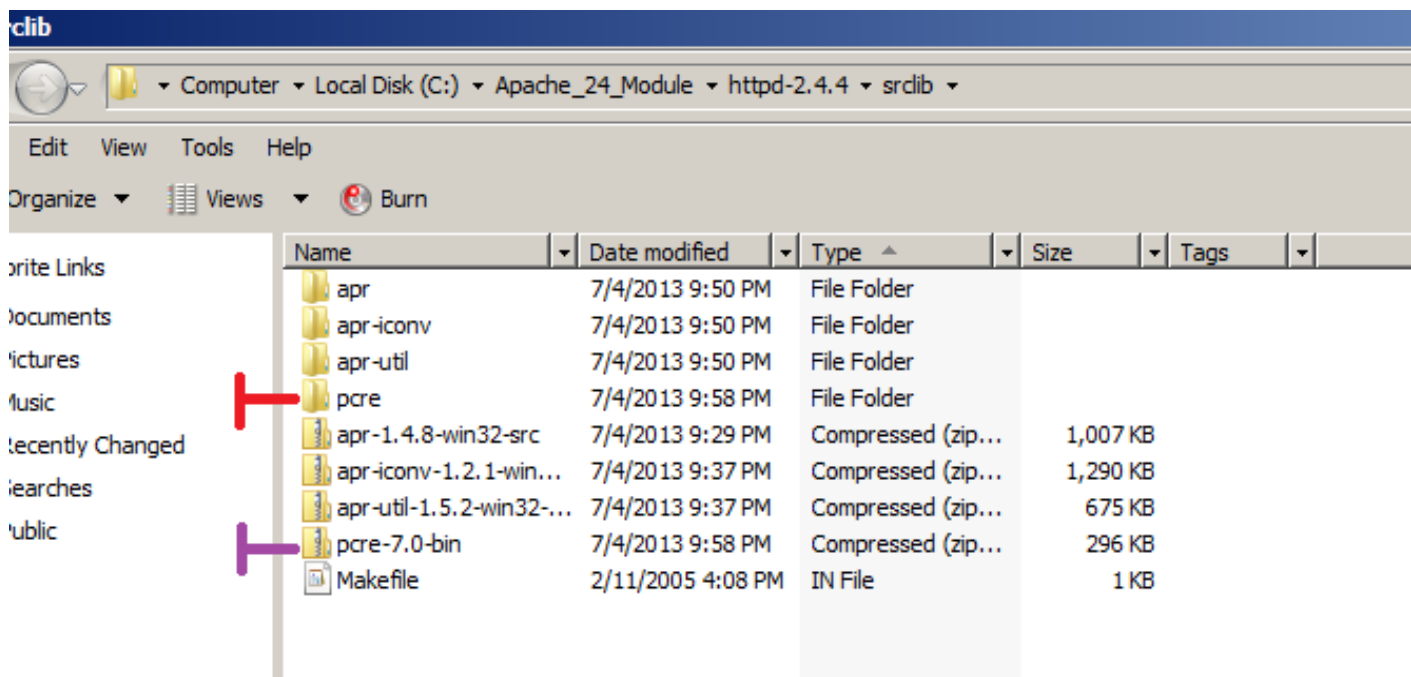 rclib
Computer Local Disk (C:) Apache_24_Module httpd-2.4.4 srclib
Edit View Tools Help
Organize Views Burn
Name Date modified Type Size Tags
orite Links
apr 7/4/2013 9:50 PM File Folder
Documents
apr-iconv 7/4/2013 9:50 PM File Folder
Pictures
apr-util 7/4/2013 9:50 PM File Folder
Music
pcre 7/4/2013 9:58 PM File Folder
apr-1.4.8-win32-src 7/4/2013 9:29 PM Compressed (zip... 1,007 KB
Recently Changed
apr-iconv-1.2.1-win... 7/4/2013 9:37 PM Compressed (zip... 1,290 KB
Searches
apr-util-1.5.2-win32-... 7/4/2013 9:37 PM Compressed (zip... 675 KB
Public
pcre-7.0-bin 7/4/2013 9:58 PM Compressed (zip... 296 KB
Makefile 2/11/2005 4:08 PM IN File 1 KB